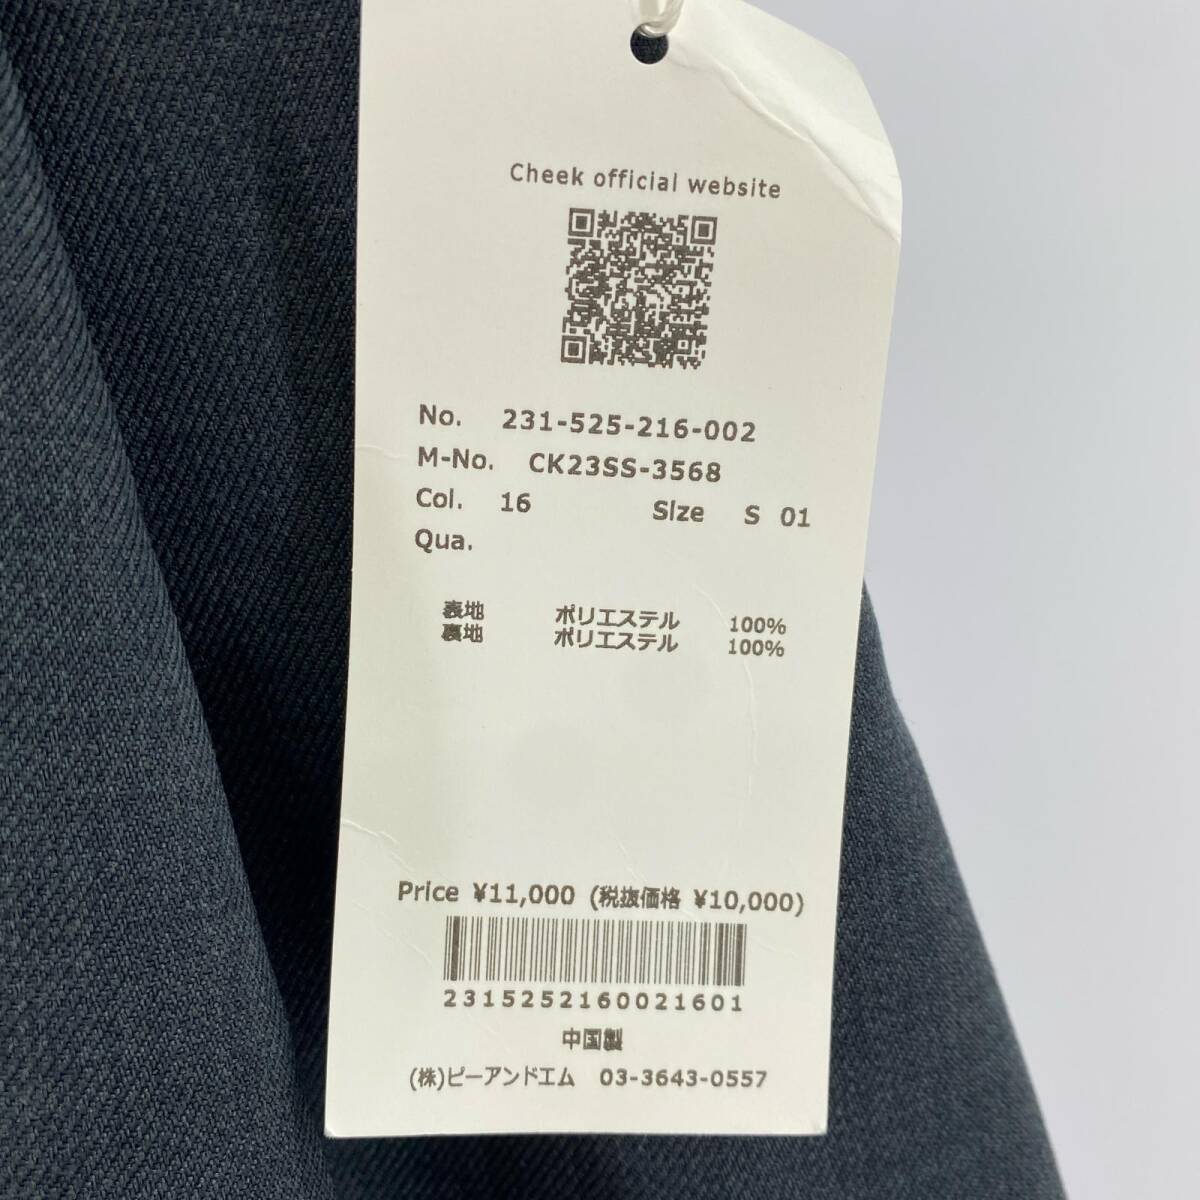 Cheek official website
No. 231-525-216-002
M-No. CK23SS-3568
Col. 16 Size S 01
Qua.
表地 ポリエステル 100%
裏地 ポリエステル 100%
Price ¥11,000 (税抜価格 ¥10,000)
2315252160021601
中国製
(株)ピーアンドエム 03-3643-0557